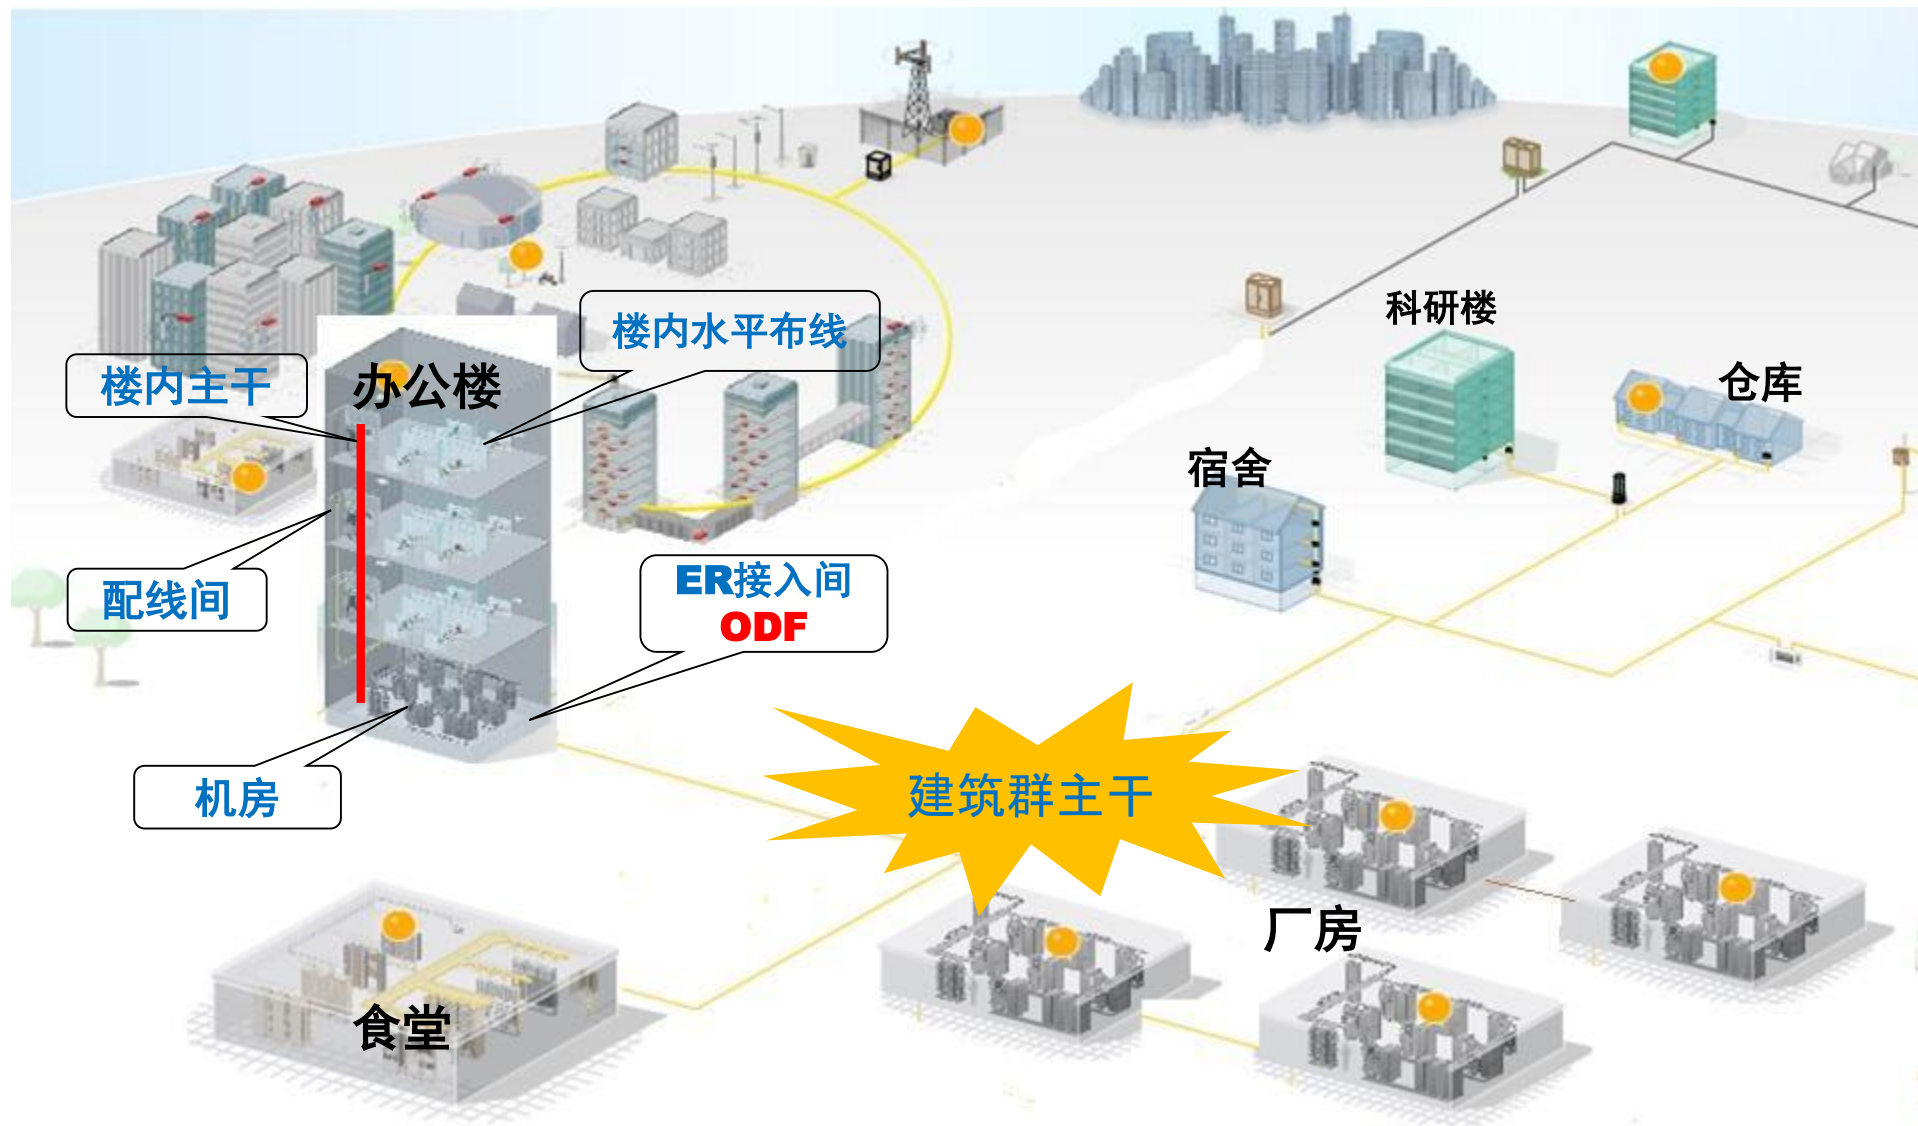 科研楼
楼内水平布线
仓库
楼内主干
办公楼
宿舍
配线间
ER接入间
ODF
机房
建筑群主干
厂房
食堂